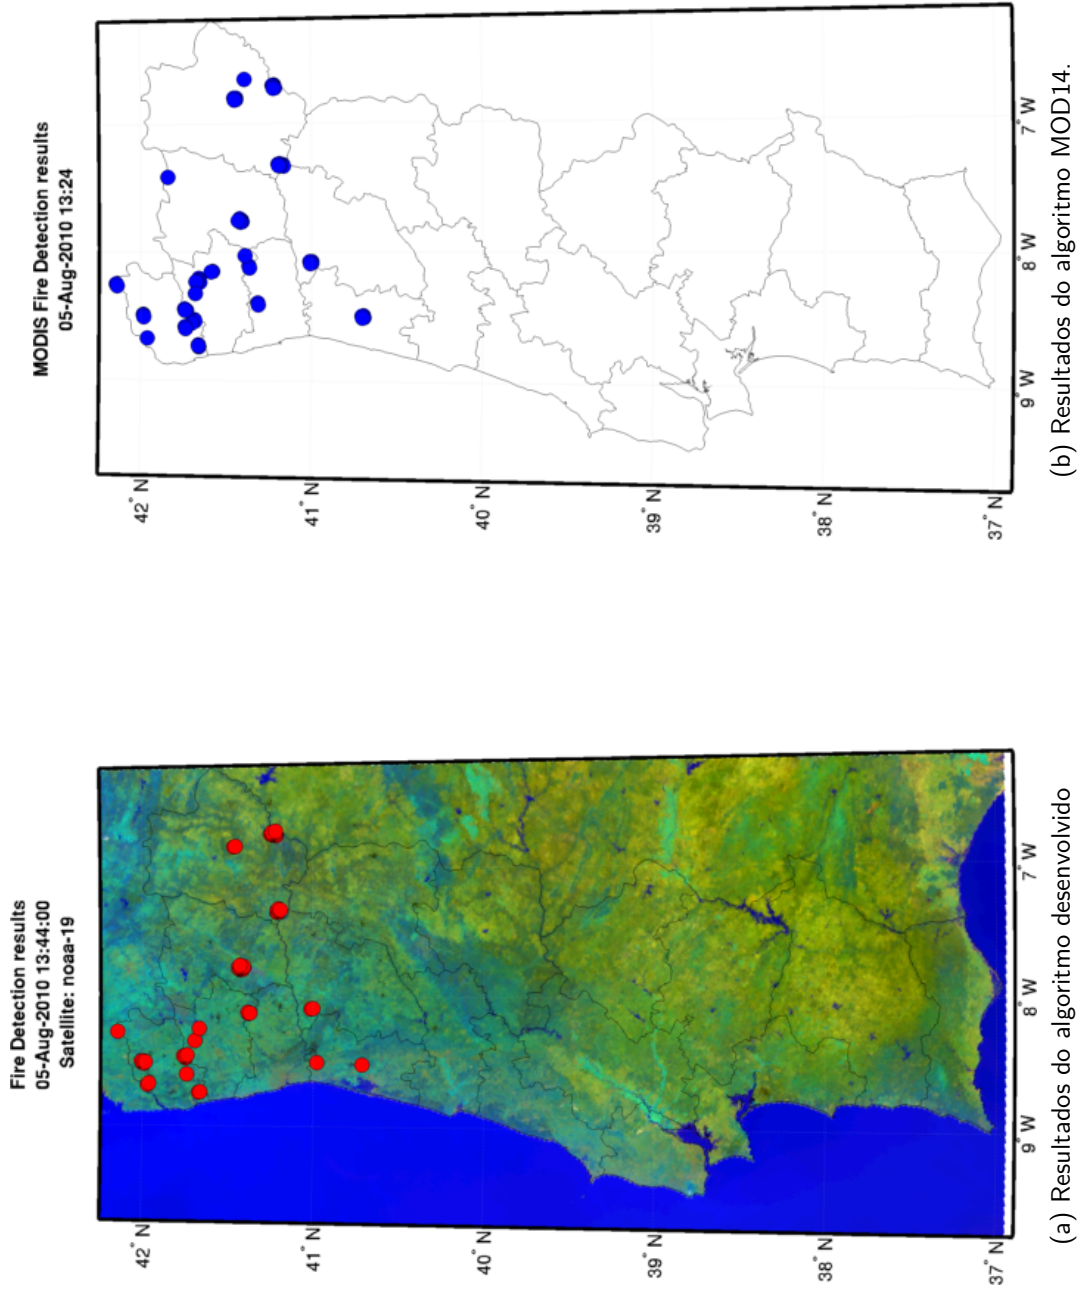 Fire Detection results
05-Aug-2010 13:44:00
Satellite: noaa-19
42° N
41° N
40° N
39° N
38° N
37° N
9° W
8° W
7° W
(a) Resultados do algoritmo desenvolvido
MODIS Fire Detection results
05-Aug-2010 13:24
42° N
41° N
40° N
39° N
38° N
37° N
9° W
8° W
7° W
(b) Resultados do algoritmo MOD14.